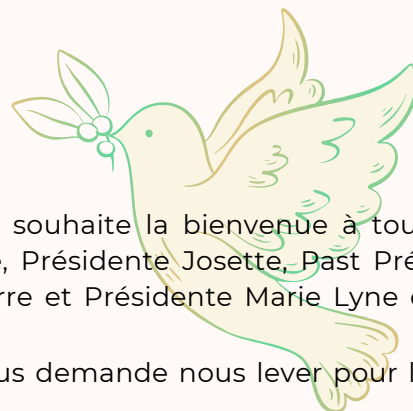 souhaite la bienvenue à tou
, Présidente Josette, Past Pré
rre et Présidente Marie Lyne
us demande nous lever pour l